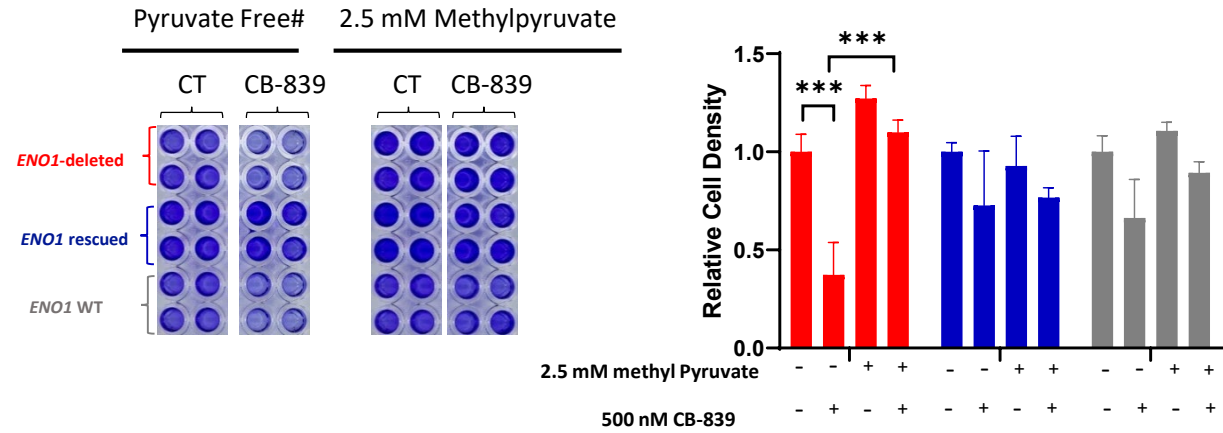 Pyruvate Free# 2.5 mM Methylpyruvate
CT CB-839 CT CB-839
ENO1-deleted
ENO1 rescued
ENO1 WT
Relative Cell Density
1.5
1.0
0.5
0.0
*** ***
2.5 mM methyl Pyruvate - - + + - - + + - - + +
500 nM CB-839 - + - + - + - + - + - +